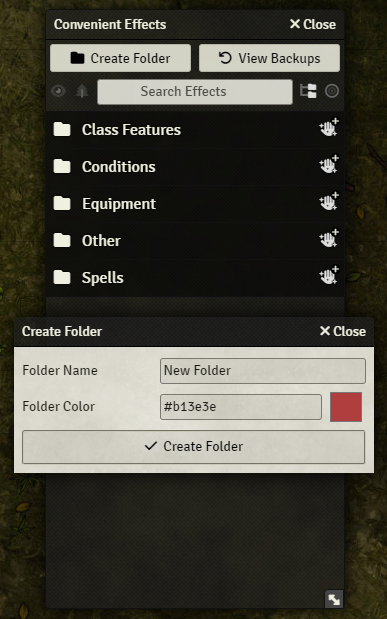 Convenient Effects
Close
Create Folder
View Backups
Search Effects
Class Features
Conditions
Equipment
Other
Spells
Create Folder
Close
Folder Name
New Folder
Folder Color
#b13e3e
Create Folder